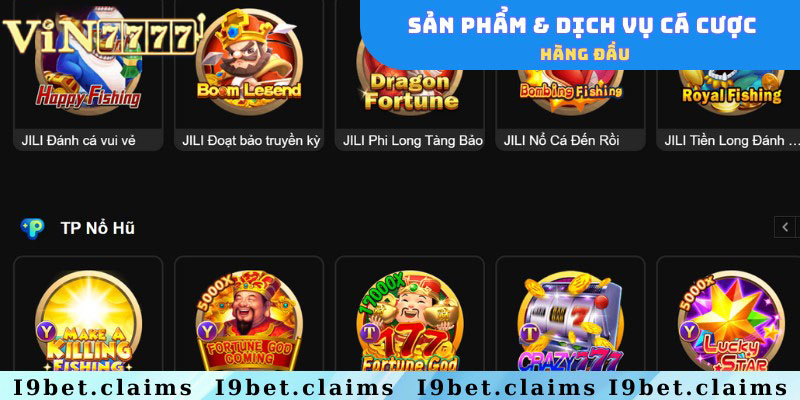 ViN7777
SẢN PHẨM & DỊCH VỤ CÁ CƯỢC
HÀNG ĐẦU
Happy Fishing
Boom Legend
Dragon
Fortune
Bombing Fishing
Royal Fishing
JILI Đánh cá vui vẻ
JILI Đoạt bảo truyền kỳ
JILI Phi Long Tàng Bảo
JILI Nổ Cá Đến Rồi
JILI Tiền Long Đánh ...
TP Nổ Hũ
Y
MAKE A
KILLING
FISHING
5000X
Y
FORTUNE GOD
COMING
17000X
T
177
Fortune God
7
T
CRAZY777
5000X
Y
Lucky
STAR
I9bet.claims I9bet.claims I9bet.claims I9bet.claims